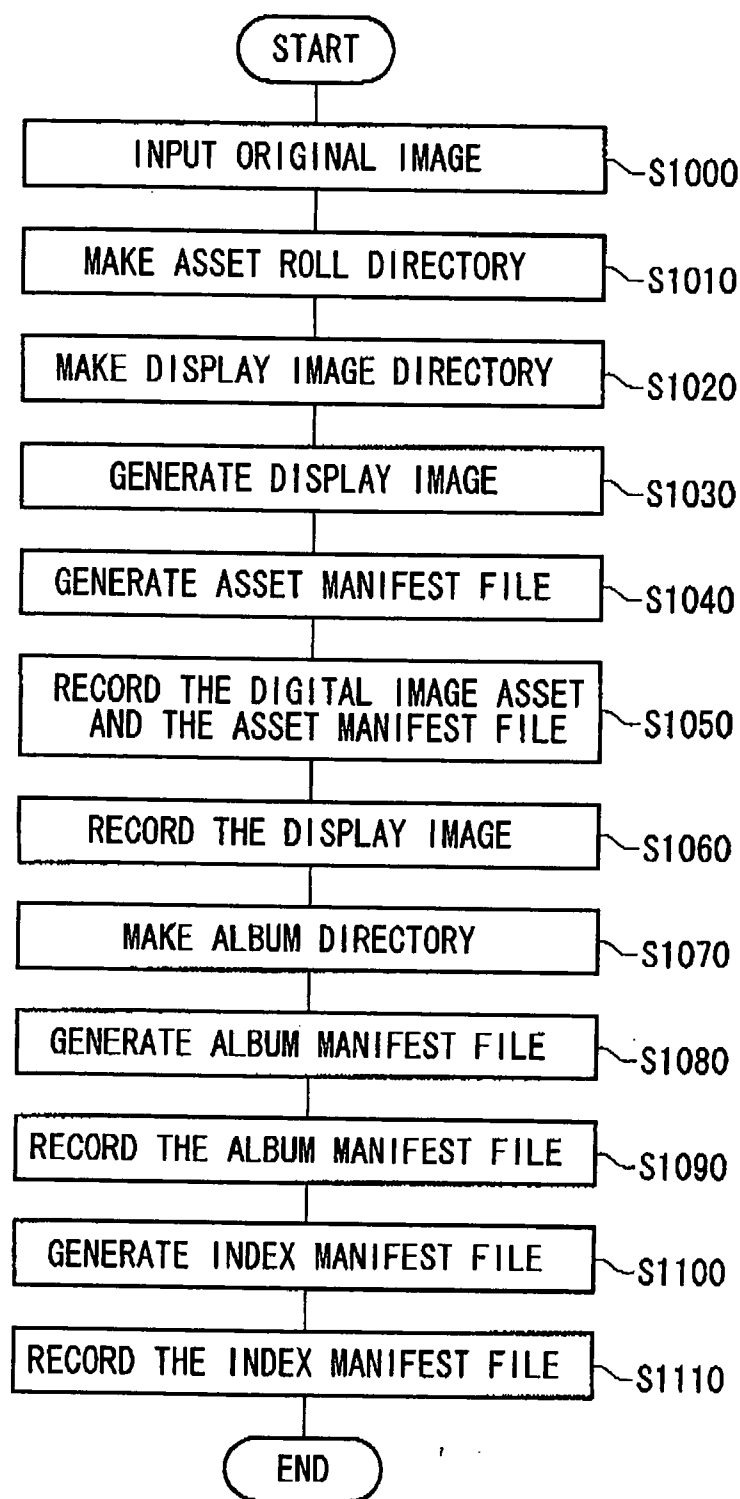 START
INPUT ORIGINAL IMAGE
S1000
MAKE ASSET ROLL DIRECTORY
S1010
MAKE DISPLAY IMAGE DIRECTORY
S1020
GENERATE DISPLAY IMAGE
S1030
GENERATE ASSET MANIFEST FILE
S1040
RECORD THE DIGITAL IMAGE ASSET
AND THE ASSET MANIFEST FILE
S1050
RECORD THE DISPLAY IMAGE
S1060
MAKE ALBUM DIRECTORY
S1070
GENERATE ALBUM MANIFEST FILE
S1080
RECORD THE ALBUM MANIFEST FILE
S1090
GENERATE INDEX MANIFEST FILE
S1100
RECORD THE INDEX MANIFEST FILE
S1110
END